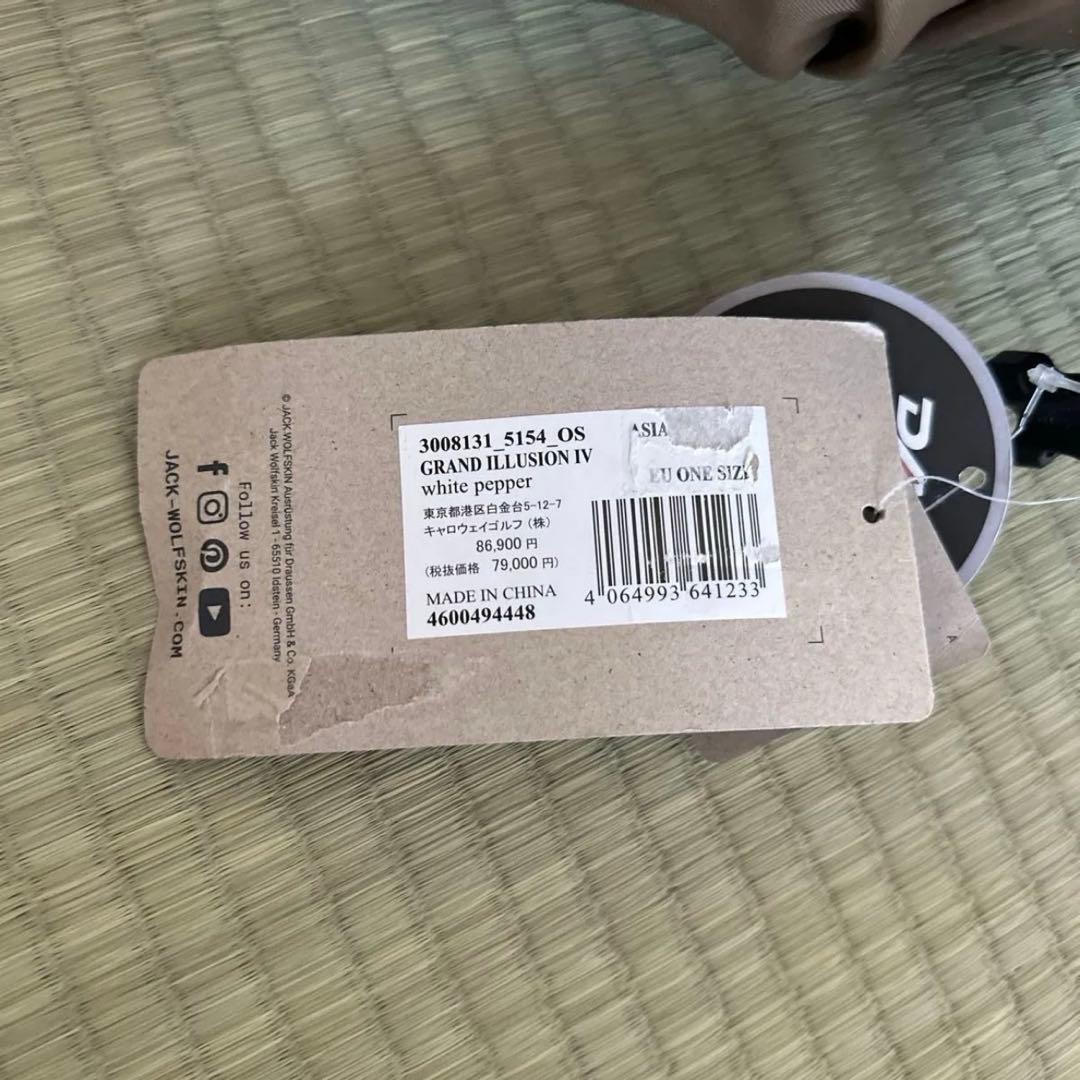 3008131_5154_OS
GRAND ILLUSION IV
white pepper
ASIA
EU ONE SIZE
東京都港区白金台5-12-7
キャロウェイゴルフ（株）
86,900 円
（税抜価格 79,000 円）
MADE IN CHINA
4600494448
4 064993 641233
© JACK WOLFSKIN Ausrüstung für Draussen GmbH & Co. KGaA
Jack Wolfskin Kreisel 1 - 65510 Idstein - Germany
Follow us on:
JACK-WOLFSKIN.COM
A